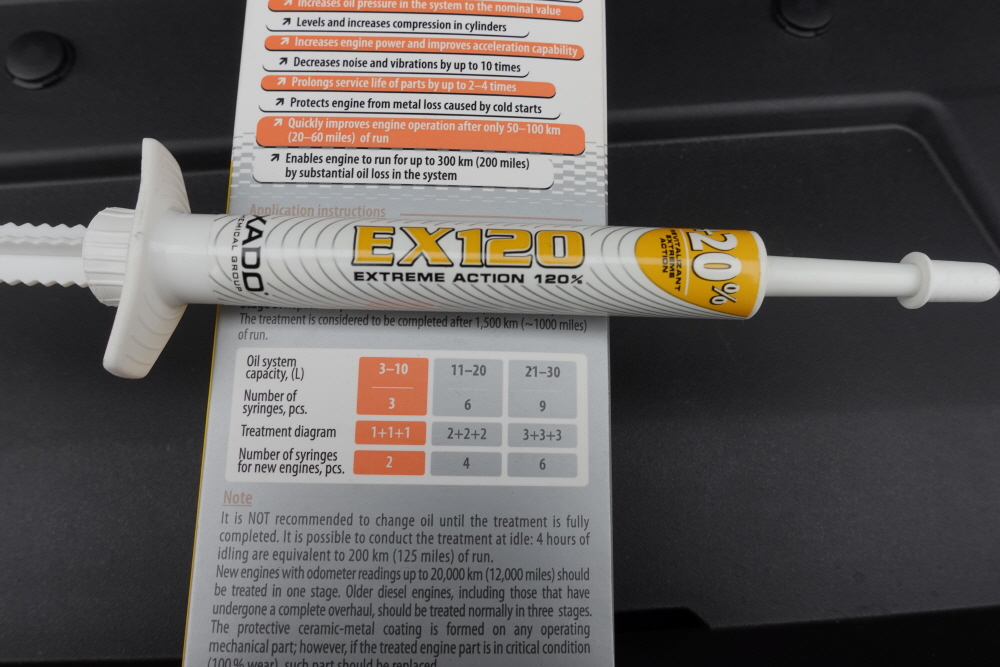 Increases oil pressure in the system to the nominal value
Levels and increases compression in cylinders
Increases engine power and improves acceleration capability
Decreases noise and vibrations by up to 10 times
Prolongs service life of parts by up to 2–4 times
Protects engine from metal loss caused by cold starts
Quickly improves engine operation after only 50–100 km
(20–60 miles) of run
Enables engine to run for up to 300 km (200 miles)
by substantial oil loss in the system
Application instructions
XADO
CHEMICAL GROUP
EX120
EXTREME ACTION 120%
REVITALIZANT
EXTREME
ACTION
120%
The treatment is considered to be completed after 1,500 km (~1000 miles)
of run.
Oil system
capacity, (L) 3–10 11–20 21–30
Number of
syringes, pcs. 3 6 9
Treatment diagram 1+1+1 2+2+2 3+3+3
Number of syringes
for new engines, pcs. 2 4 6
Note
It is NOT recommended to change oil until the treatment is fully
completed. It is possible to conduct the treatment at idle: 4 hours of
idling are equivalent to 200 km (125 miles) of run.
New engines with odometer readings up to 20,000 km (12,000 miles) should
be treated in one stage. Older diesel engines, including those that have
undergone a complete overhaul, should be treated normally in three stages.
The protective ceramic-metal coating is formed on any operating
mechanical part; however, if the treated engine part is in critical condition
(100% wear), such part should be replaced.